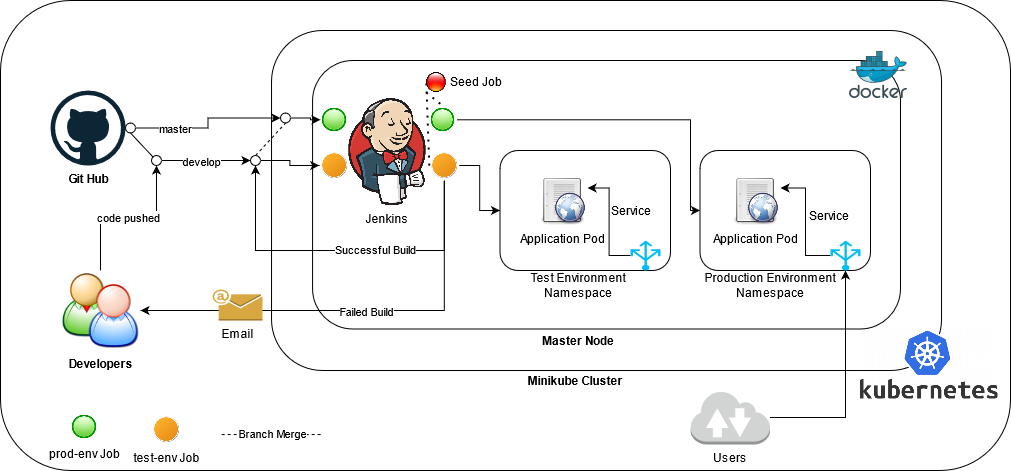 Seed Job
docker
master
Git Hub
develop
Jenkins
code pushed
Service
Service
Application Pod
Application Pod
Successful Build
Test Environment
Namespace
Production Environment
Namespace
@
Email
Failed Build
Developers
Master Node
Minikube Cluster
kubernetes
prod-env Job
test-env Job
Branch Merge
Users